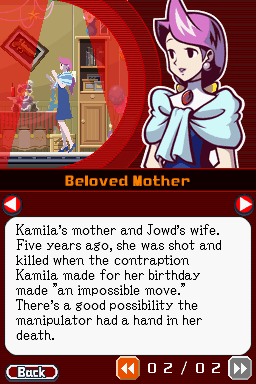 Beloved Mother
Kamila's mother and Jowd's wife.
Five years ago, she was shot and
killed when the contraption
Kamila made for her birthday
made "an impossible move."
There's a good possibility the
manipulator had a hand in her
death.
Back
02/02